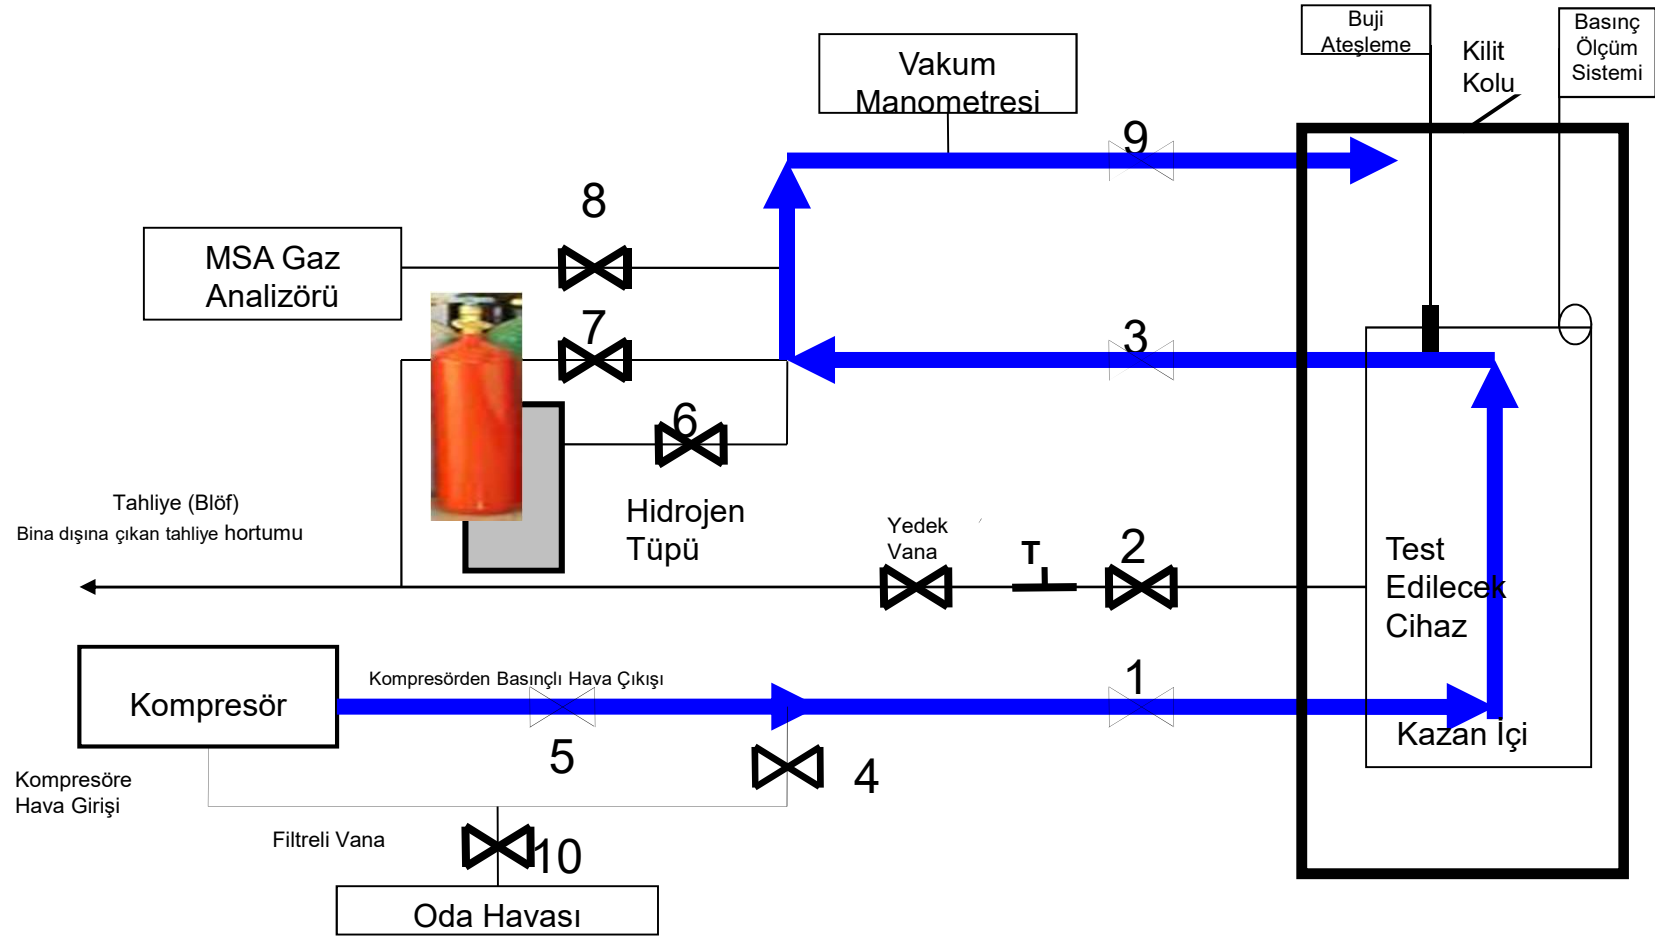 Buji
Ateşleme
Basınç
Ölçüm
Sistemi
Kilit
Kolu
Vakum
Manometresi
9
8
MSA Gaz
Analizörü
7
3
6
Hidrojen
Tüpü
Tahliye (Blöf)
Bina dışına çıkan tahliye hortumu
Yedek
Vana
T
2
Test
Edilecek
Cihaz
Kompresör
Kompresörden Basınçlı Hava Çıkışı
1
5
4
Kazan İçi
Kompresöre
Hava Girişi
Filtreli Vana
10
Oda Havası